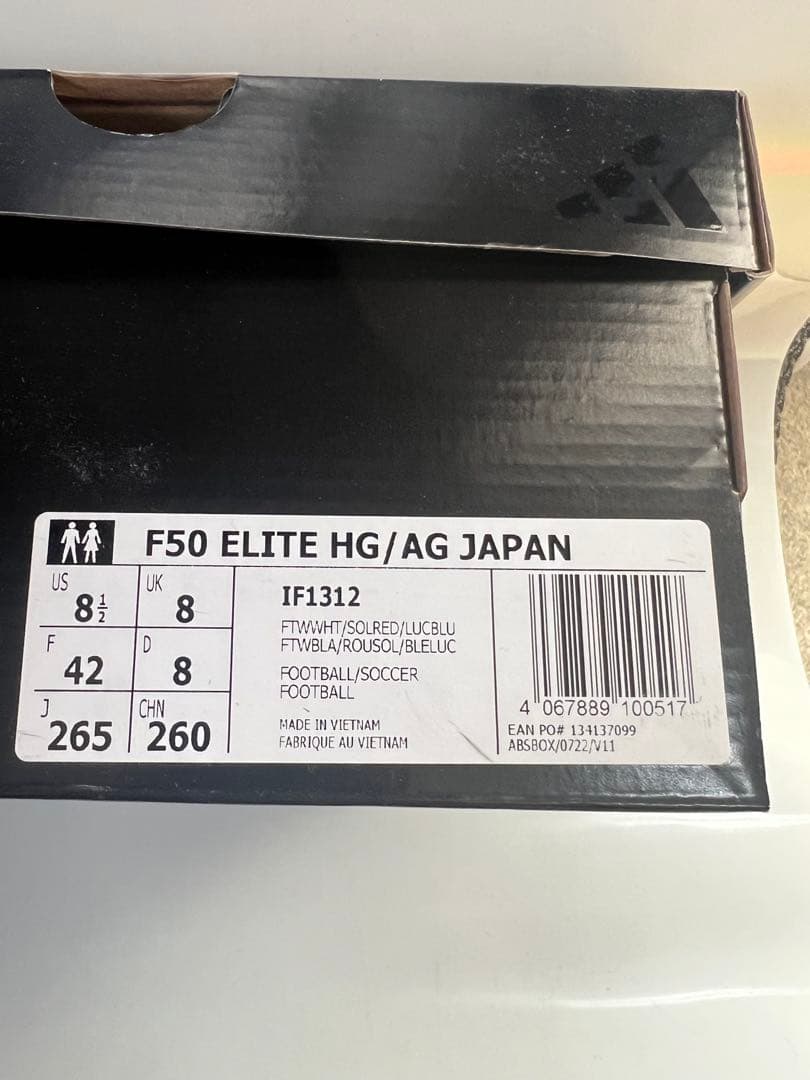 F50 ELITE HG/AG JAPAN
US 8½
UK 8
F 42
D 8
J 265
CHN 260
IF1312
FTWWHT/SOLRED/LUCBLU
FTWBLA/ROUSOL/BLELUC
FOOTBALL/SOCCER
FOOTBALL
MADE IN VIETNAM
FABRIQUE AU VIETNAM
4 067889 100517
EAN PO# 134137099
ABSBOX/0722/V11